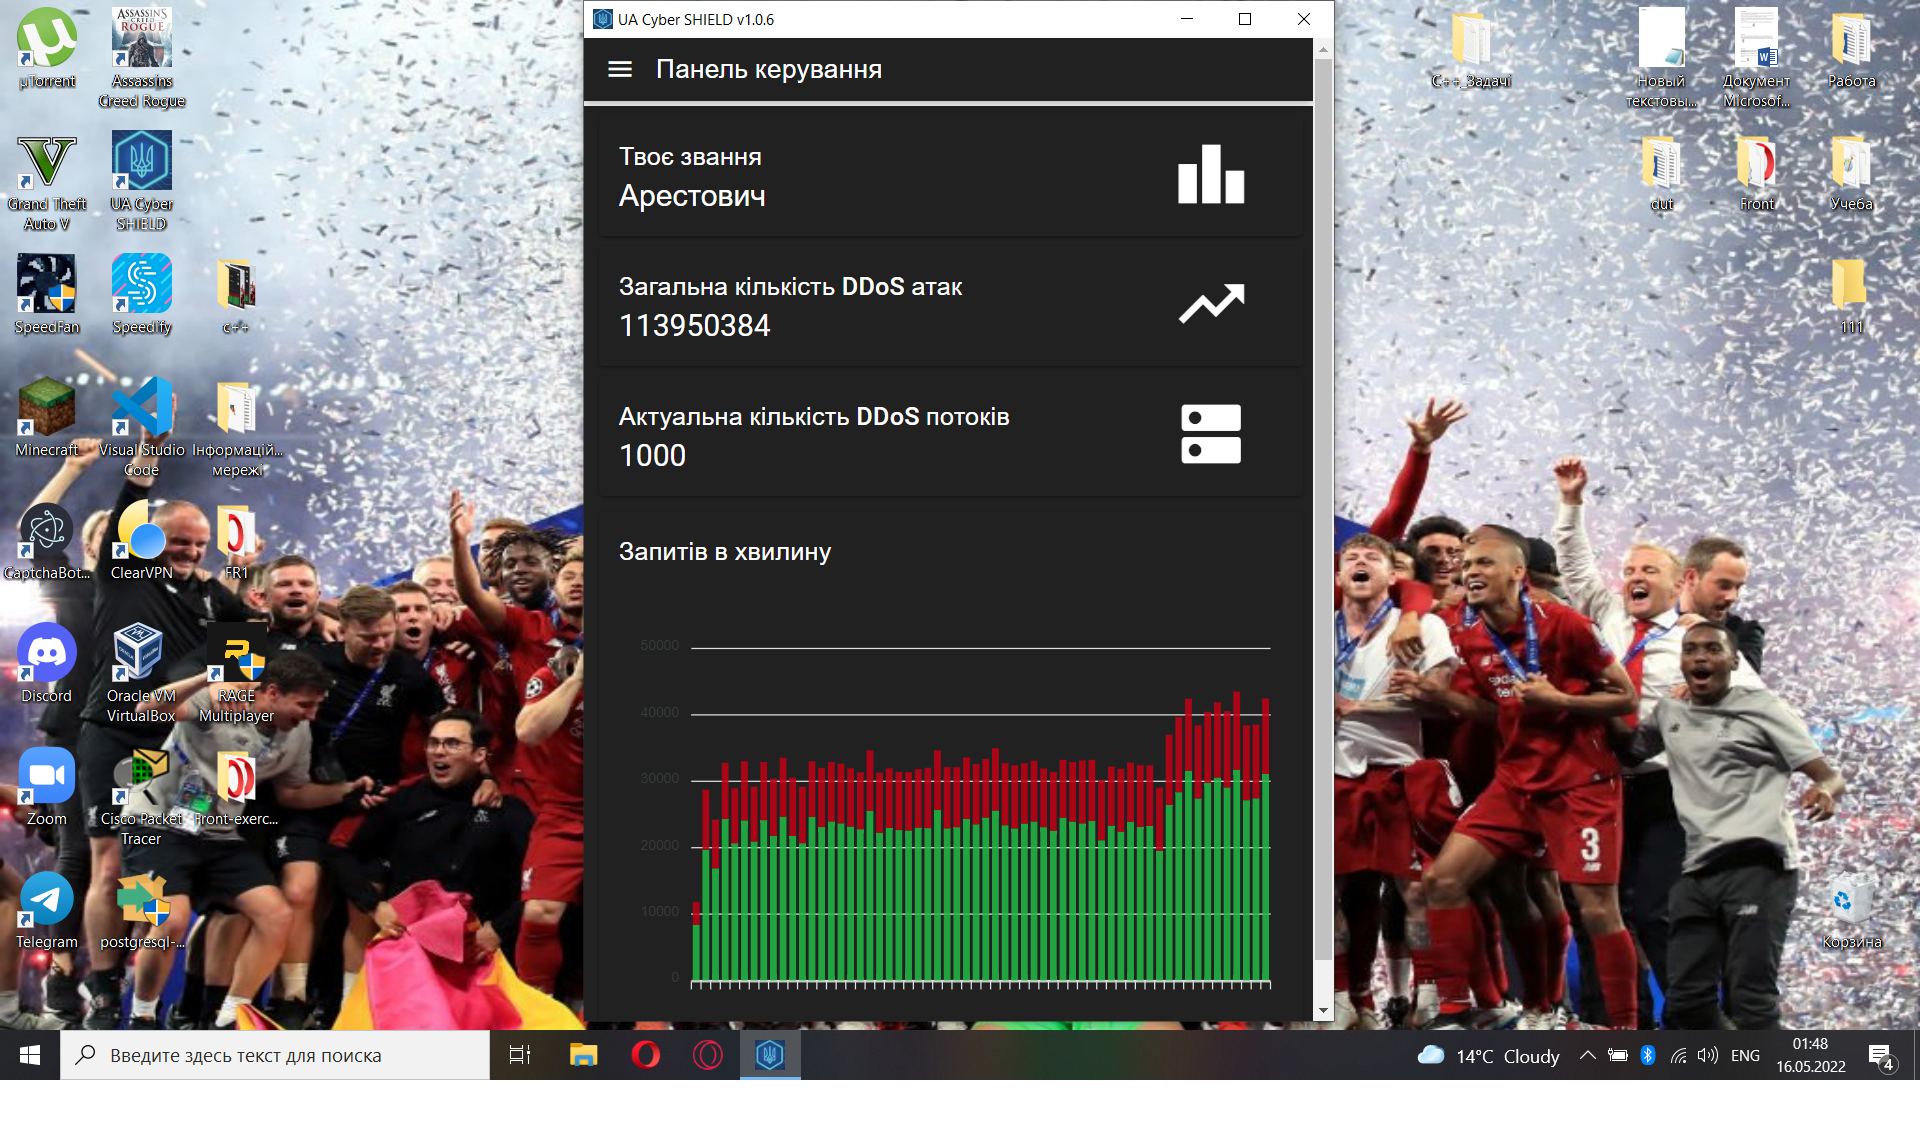 µTorrent
Assassins
Creed Rogue
Grand Theft
Auto V
UA Cyber
SHIELD
SpeedFan
Speedify
c++
Minecraft
Visual Studio
Code
Інформацій...
мережі
CaptchaBot...
ClearVPN
FR1
Discord
Oracle VM
VirtualBox
RAGE
Multiplayer
Zoom
Cisco Packet
Tracer
Front-exerc...
Telegram
postgresql-...
UA Cyber SHIELD v1.0.6
Панель керування
Твоє звання
Арестович
Загальна кількість DDoS атак
113950384
Актуальна кількість DDoS потоків
1000
Запитів в хвилину
50000
40000
30000
20000
10000
0
C++_Задачі
Новый
текстовы...
Документ
Microsof...
Работа
dut
Front
Учеба
111
Корзина
3
Введите здесь текст для поиска
14°C Cloudy
ENG
01:48
16.05.2022
4